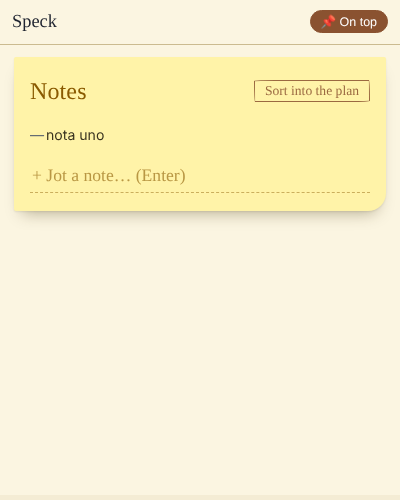 Speck
📌 On top
Notes
Sort into the plan
— nota uno
+ Jot a note… (Enter)